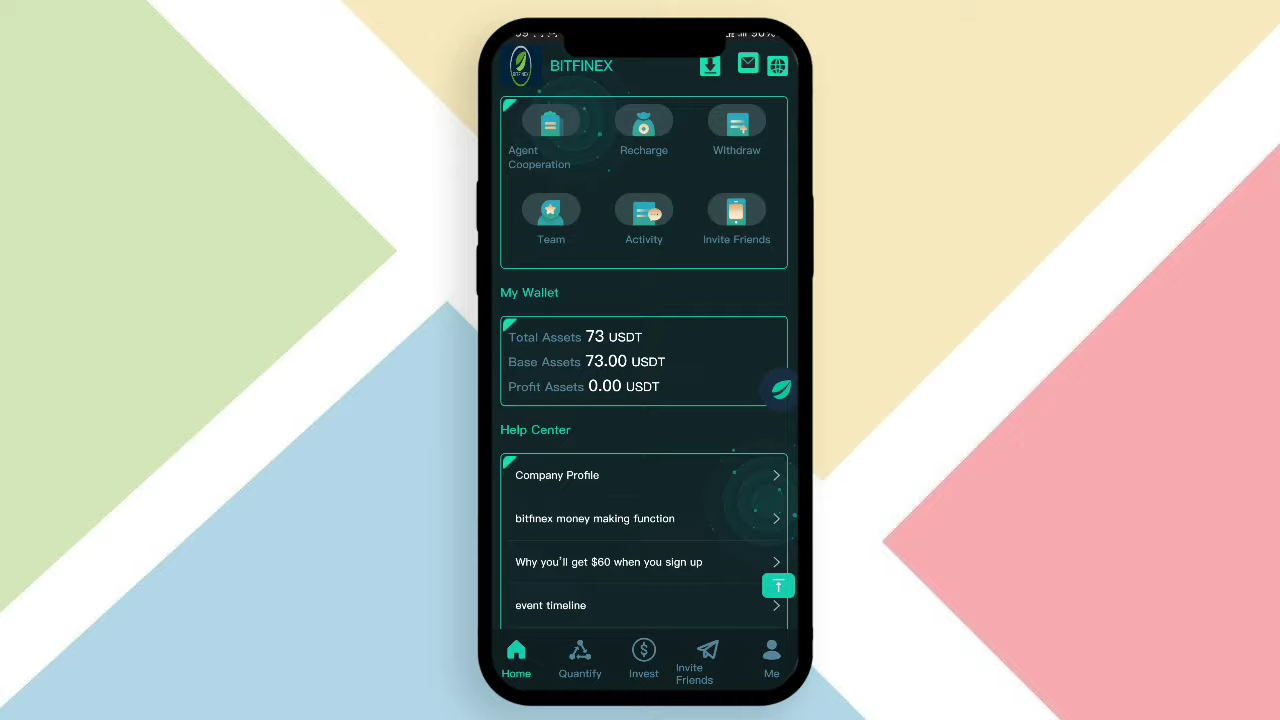 BITFINEX
Agent
Cooperation
Recharge
Withdraw
Team
Activity
Invite Friends
My Wallet
Total Assets 73 USDT
Base Assets 73.00 USDT
Profit Assets 0.00 USDT
Help Center
Company Profile
bitfinex money making function
Why you'll get $60 when you sign up
event timeline
Home
Quantify
Invest
Invite
Friends
Me